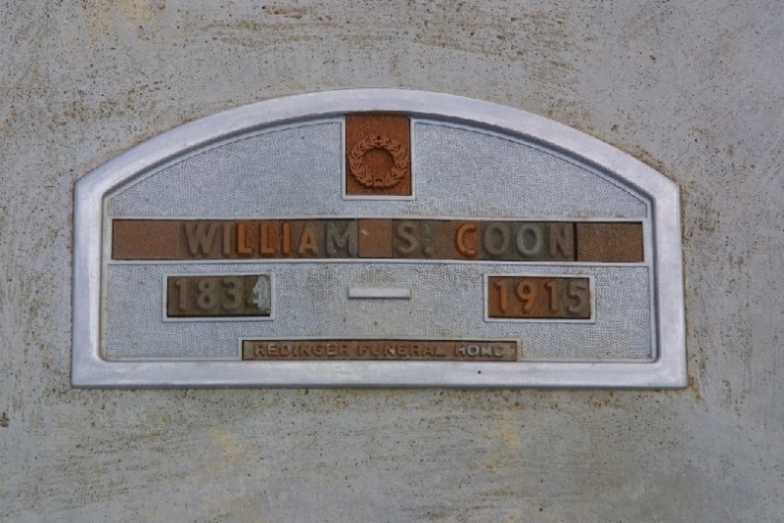 WILLIAM S. COON
1834 1915
REDINGER FUNERAL HOME